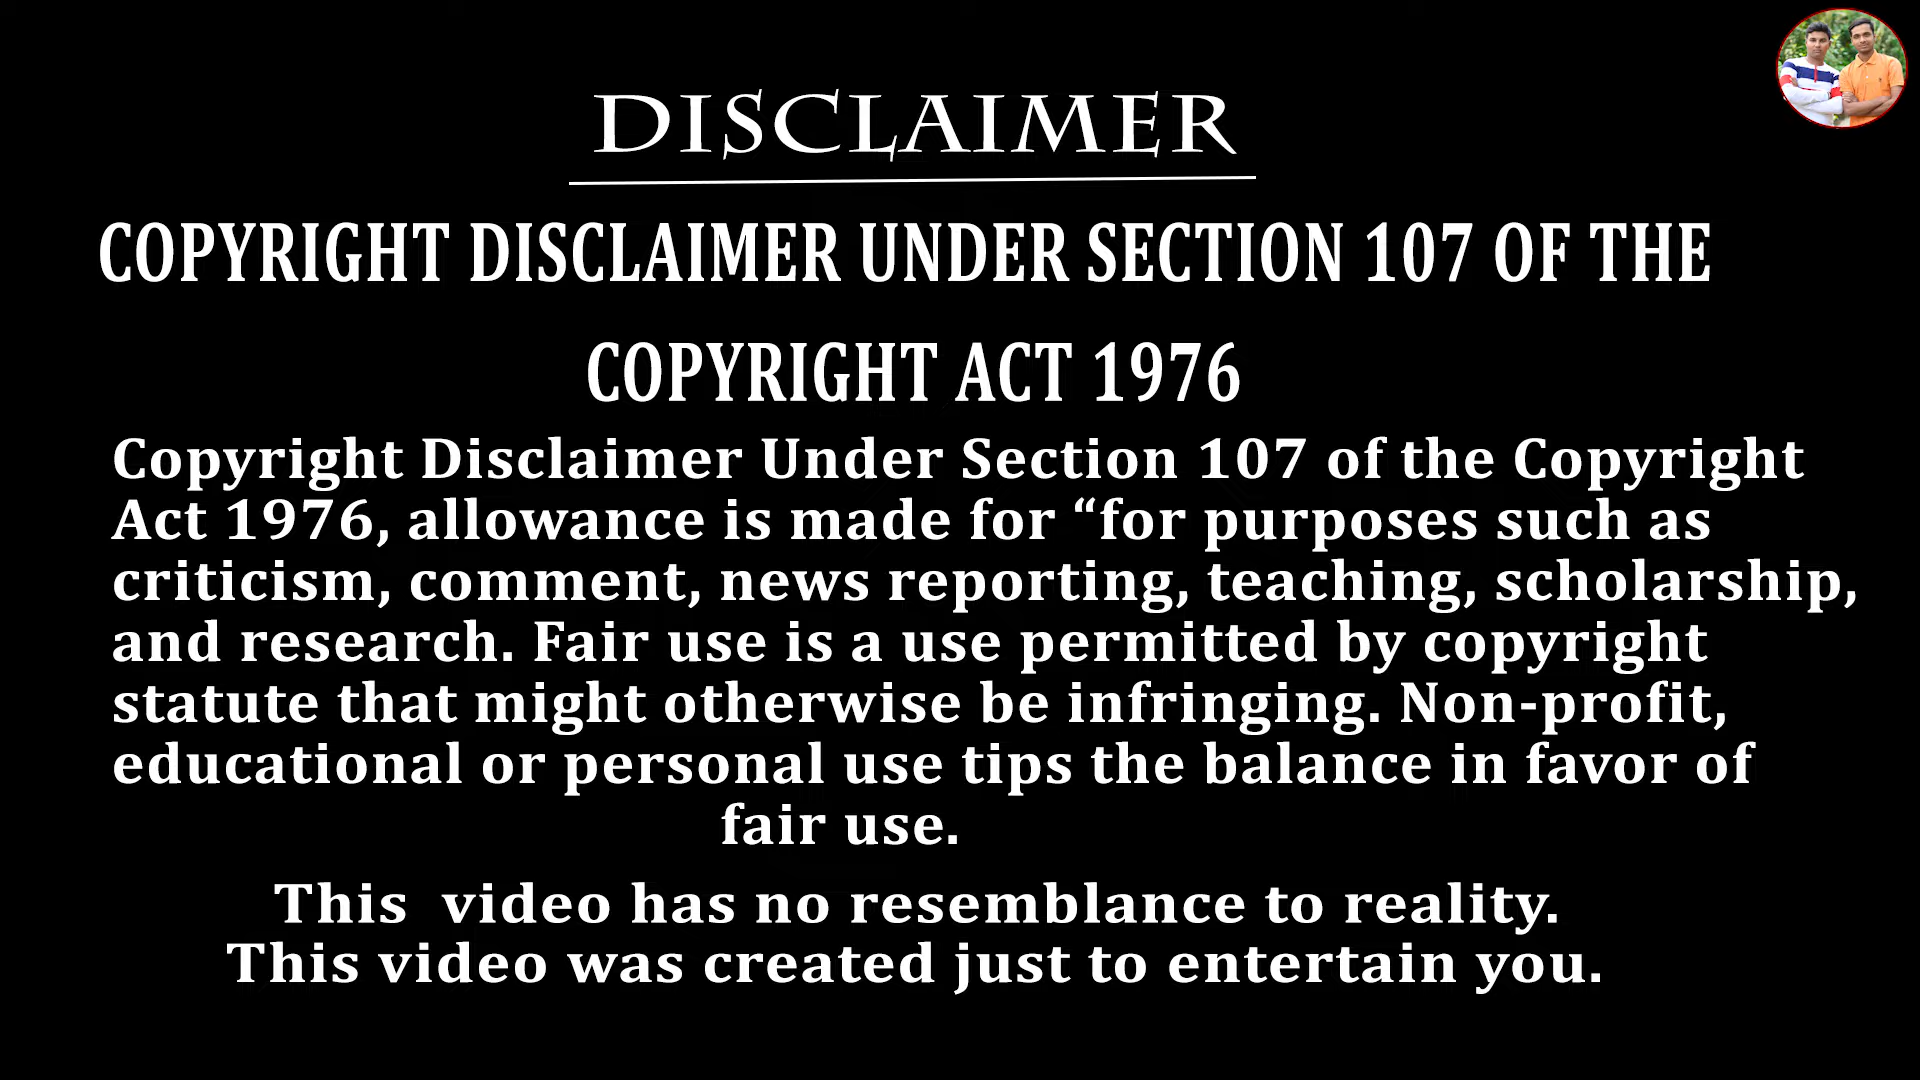 DISCLAIMER
COPYRIGHT DISCLAIMER UNDER SECTION 107 OF THE
COPYRIGHT ACT 1976
Copyright Disclaimer Under Section 107 of the Copyright
Act 1976, allowance is made for “for purposes such as
criticism, comment, news reporting, teaching, scholarship,
and research. Fair use is a use permitted by copyright
statute that might otherwise be infringing. Non-profit,
educational or personal use tips the balance in favor of
fair use.
This  video has no resemblance to reality.
This video was created just to entertain you.